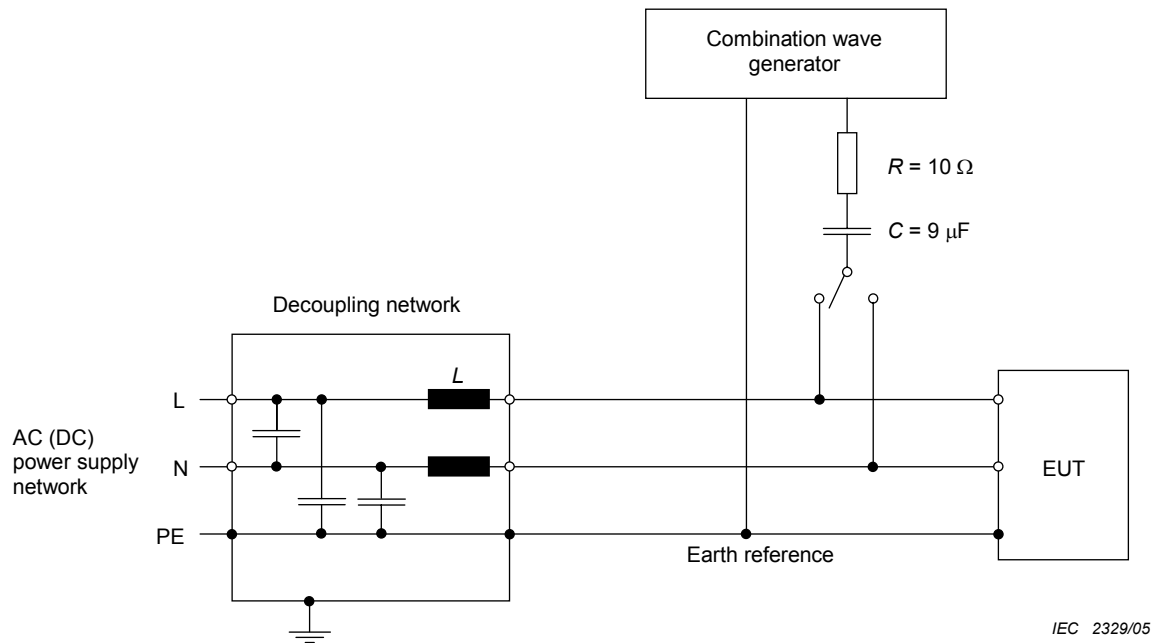 Combination wave
generator
R = 10 Ω
C = 9 μF
Decoupling network
L
L
AC (DC)
power supply
network
N
EUT
PE
Earth reference
IEC 2329/05